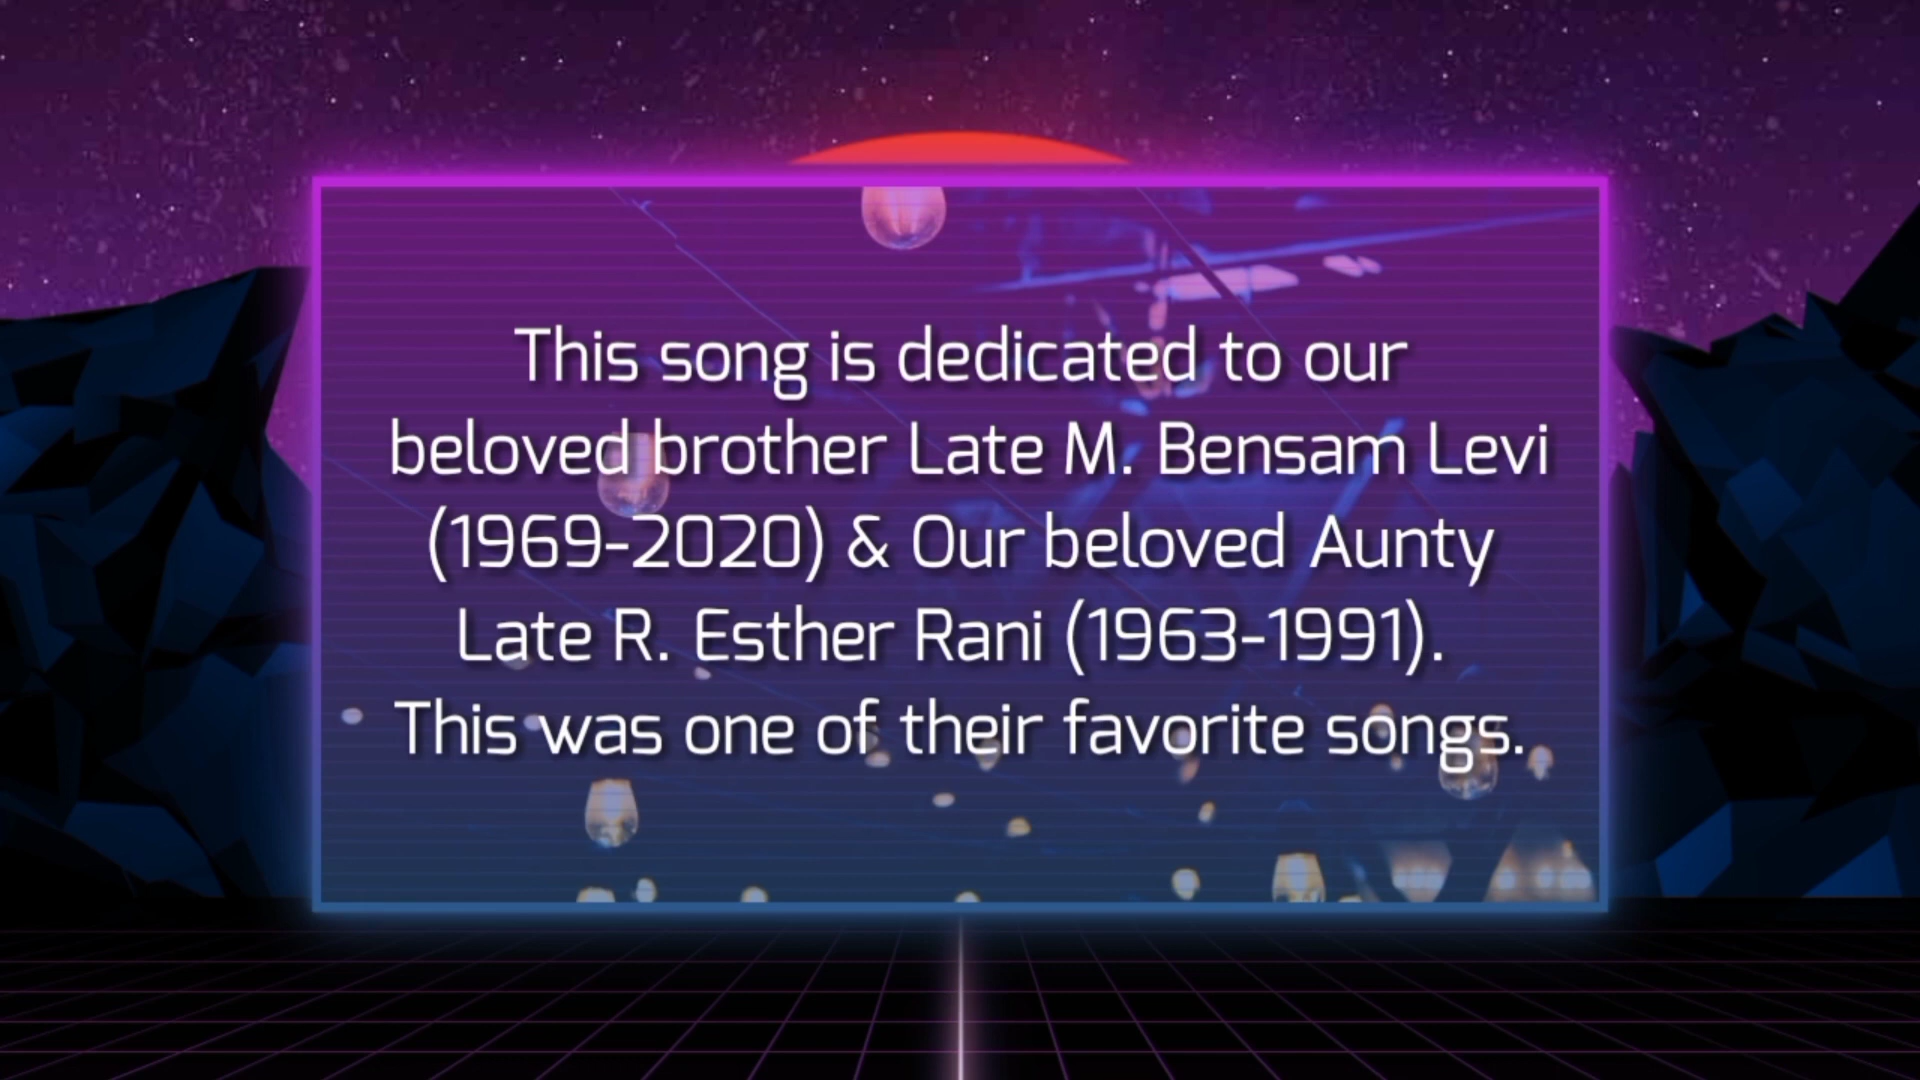 This song is dedicated to our
beloved brother Late M. Bensam Levi
(1969-2020) & Our beloved Aunty
Late R. Esther Rani (1963-1991).
This was one of their favorite songs.